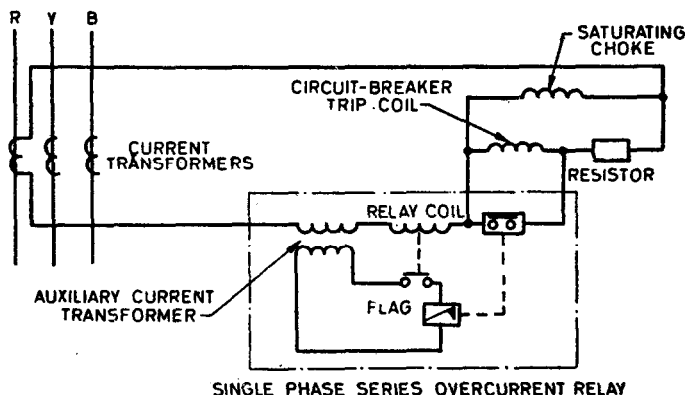 R Y B
SATURATING
CHOKE
CIRCUIT-BREAKER
TRIP COIL
CURRENT
TRANSFORMERS
RESISTOR
RELAY COIL
AUXILIARY CURRENT
TRANSFORMER
FLAG
SINGLE PHASE SERIES OVERCURRENT RELAY